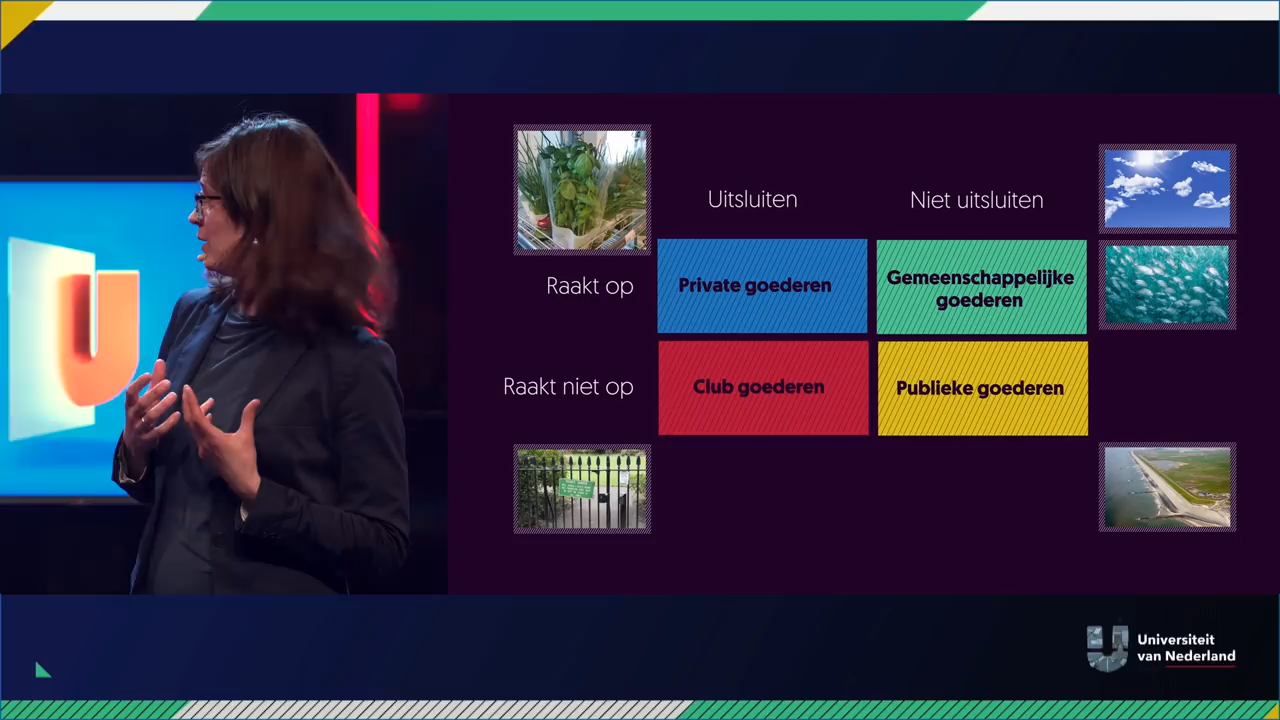 Uitsluiten
Niet uitsluiten
Raakt op
Private goederen
Gemeenschappelijke
goederen
Raakt niet op
Club goederen
Publieke goederen
Universiteit
van Nederland